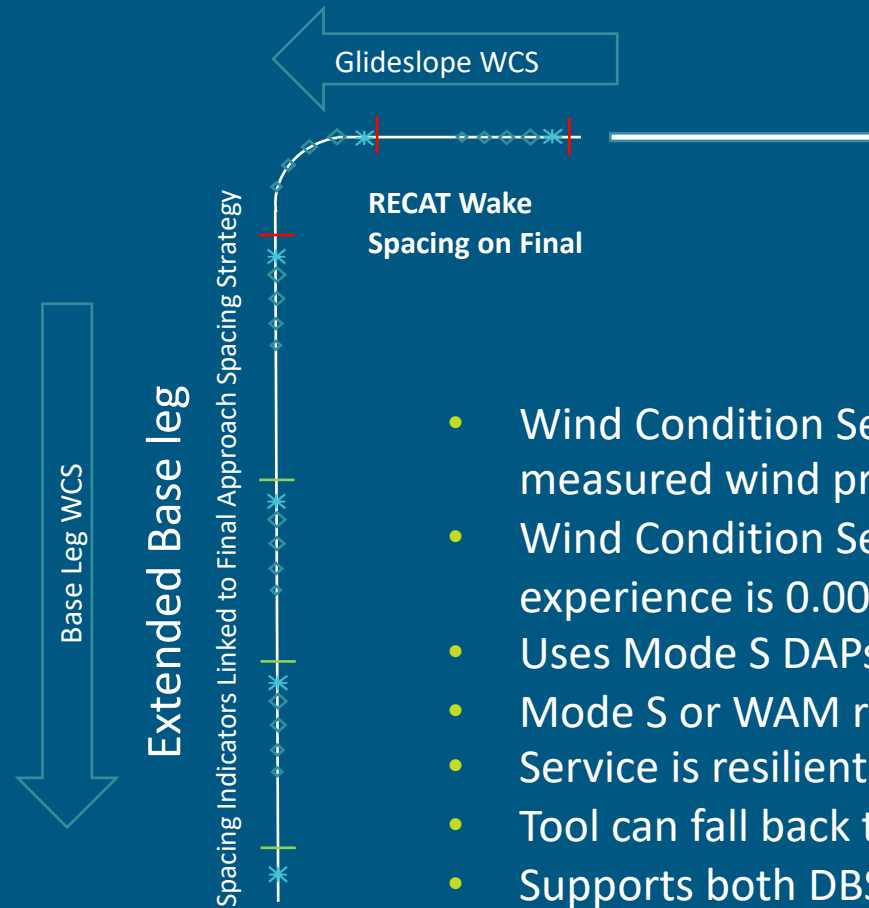 Glideslope WCS
RECAT Wake
Spacing on Final
Base Leg WCS
Extended Base leg
Spacing Indicators Linked to Final Approach Spacing Strategy
• Wind Condition Se
measured wind pr
• Wind Condition Se
experience is 0.00
• Uses Mode S DAPs
• Mode S or WAM r
• Service is resilient
• Tool can fall back t
• Supports both DBS